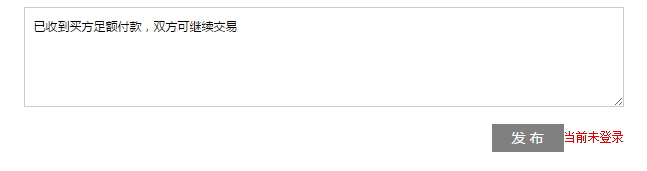 已收到买方足额付款，双方可继续交易
发 布 当前未登录